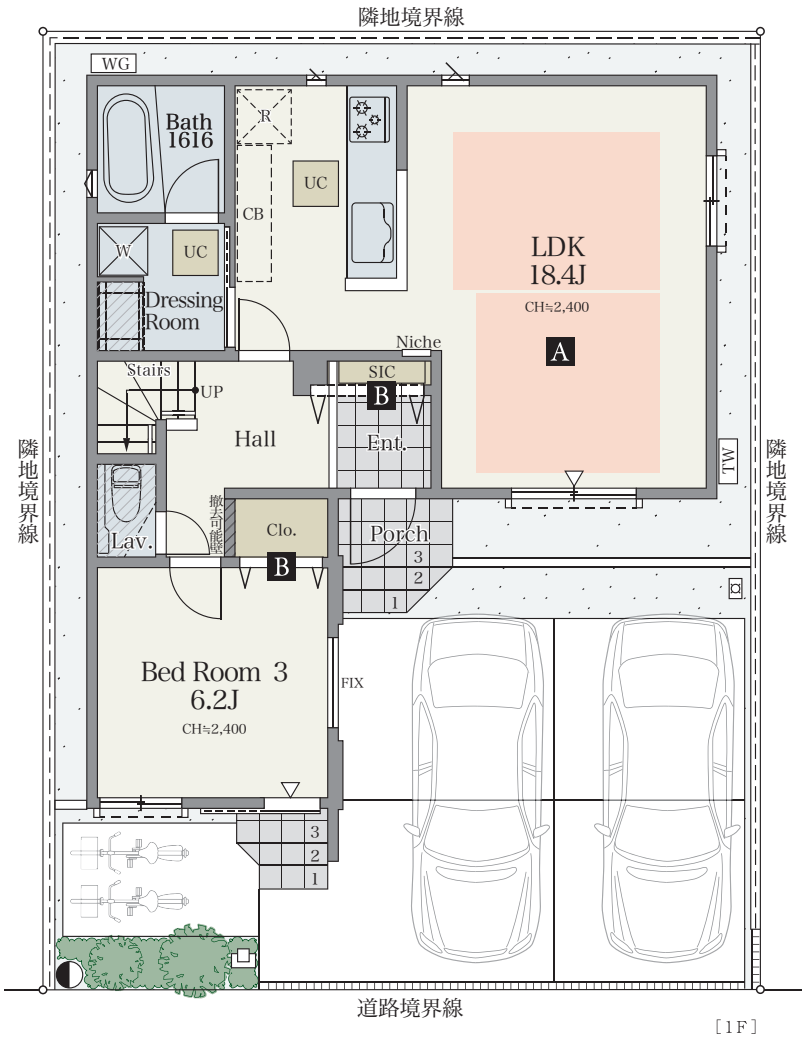 隣地境界線
WG
Bath
1616
R
UC
CB
LDK
18.4J
CH≒2,400
A
W
UC
Dressing
Room
Niche
Stairs
UP
SIC
B
Hall
Ent.
隣地境界線
TW
隣地境界線
撤去可能壁
Clo.
Lav.
Porch
3
2
1
B
Bed Room 3
6.2J
CH≒2,400
FIX
3
2
1
道路境界線
[1F]